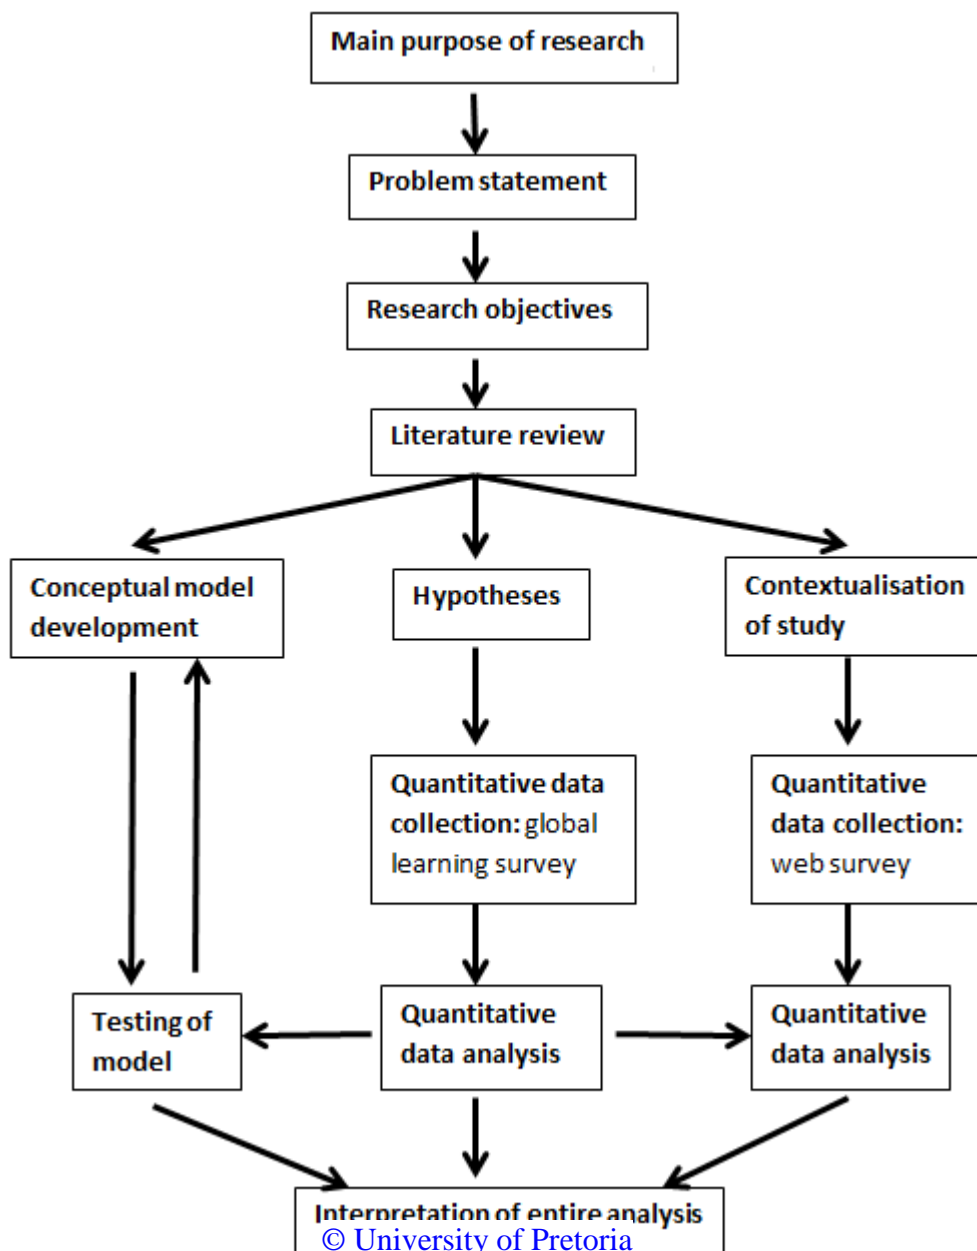 Main purpose of research
Problem statement
Research objectives
Literature review
Conceptual model
development
Hypotheses
Contextualisation
of study
Quantitative data
collection: global
learning survey
Quantitative
data collection:
web survey
Testing of
model
Quantitative
data analysis
Quantitative
data analysis
Interpretation of entire analysis
© University of Pretoria